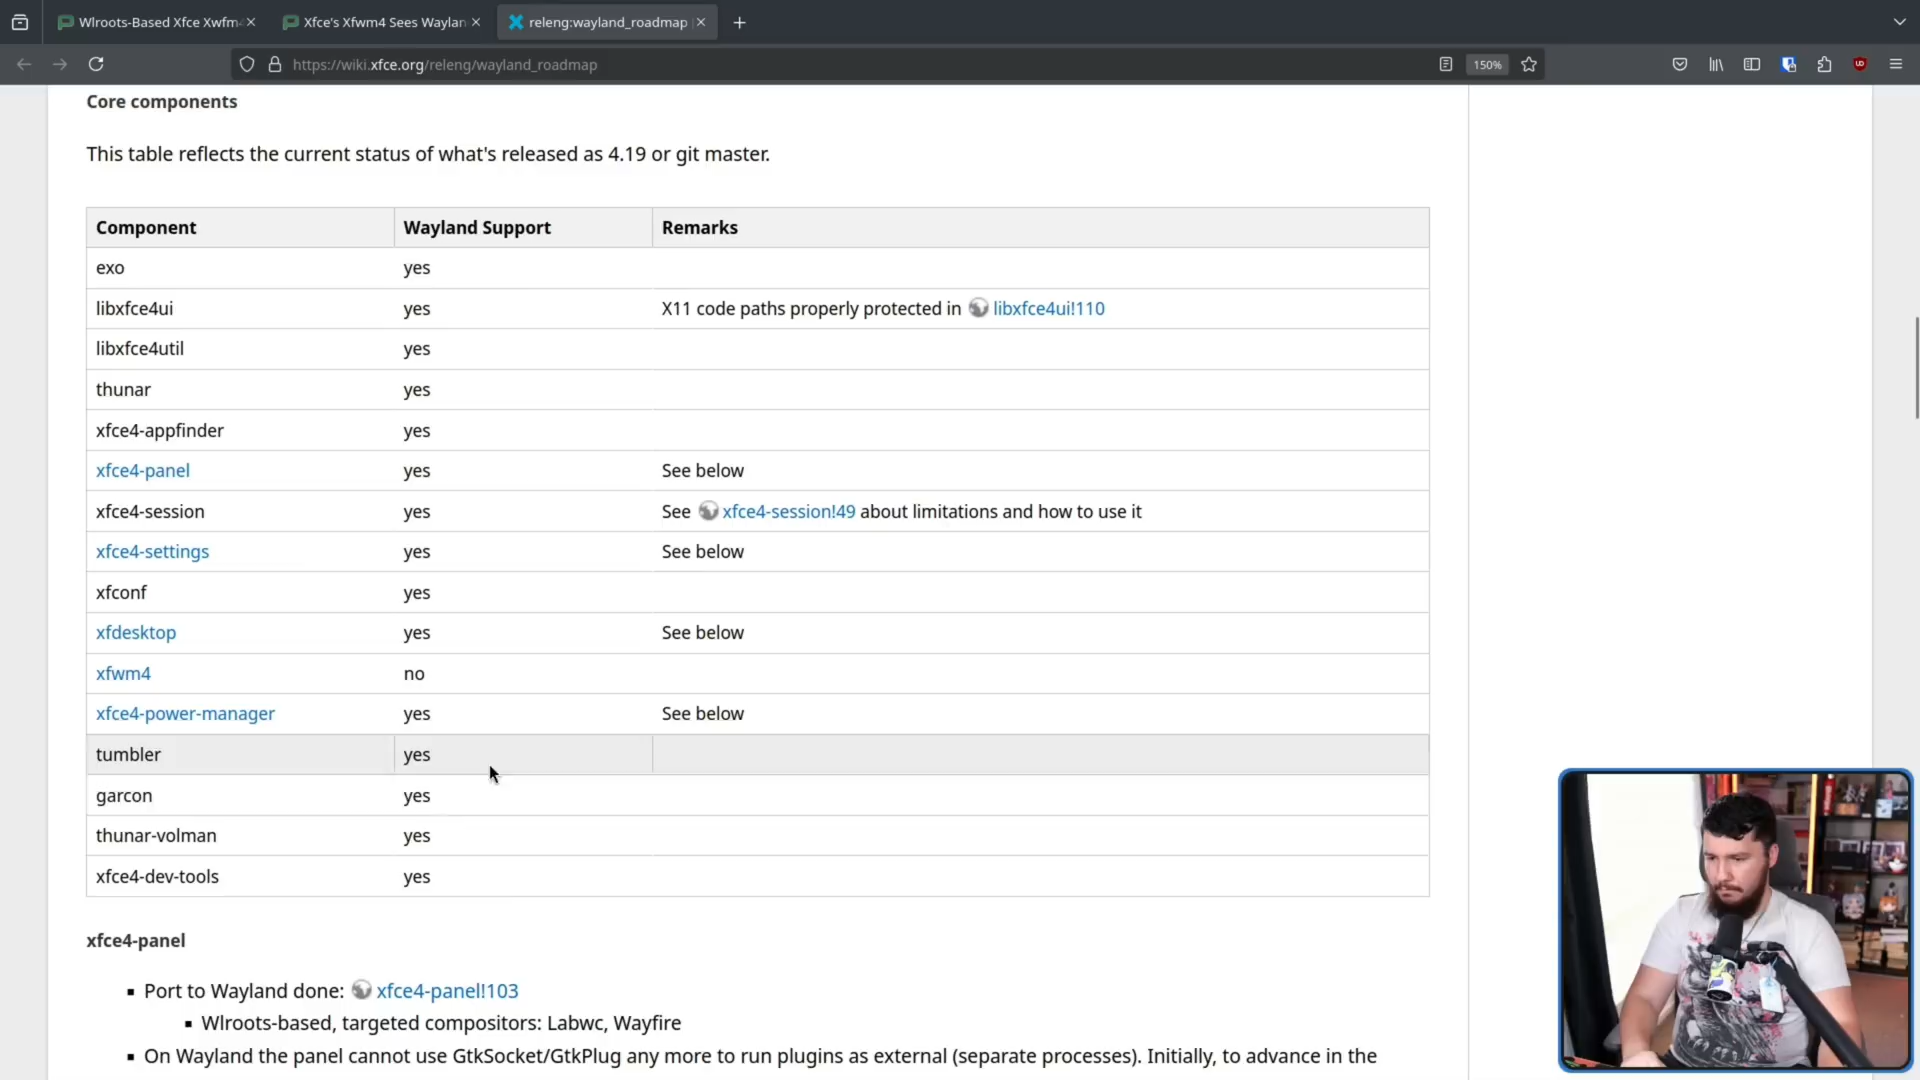 Wlroots-Based Xfce Xwfm
Xfce's Xfwm4 Sees Waylan
releng:wayland_roadmap
https://wiki.xfce.org/releng/wayland_roadmap
150%
Core components
This table reflects the current status of what's released as 4.19 or git master.
Component Wayland Support Remarks
exo yes
libxfce4ui yes X11 code paths properly protected in libxfce4ui!110
libxfce4util yes
thunar yes
xfce4-appfinder yes
xfce4-panel yes See below
xfce4-session yes See xfce4-session!49 about limitations and how to use it
xfce4-settings yes See below
xfconf yes
xfdesktop yes See below
xfwm4 no
xfce4-power-manager yes See below
tumbler yes
garcon yes
thunar-volman yes
xfce4-dev-tools yes
xfce4-panel
Port to Wayland done: xfce4-panel!103
Wlroots-based, targeted compositors: Labwc, Wayfire
On Wayland the panel cannot use GtkSocket/GtkPlug any more to run plugins as external (separate processes). Initially, to advance in the